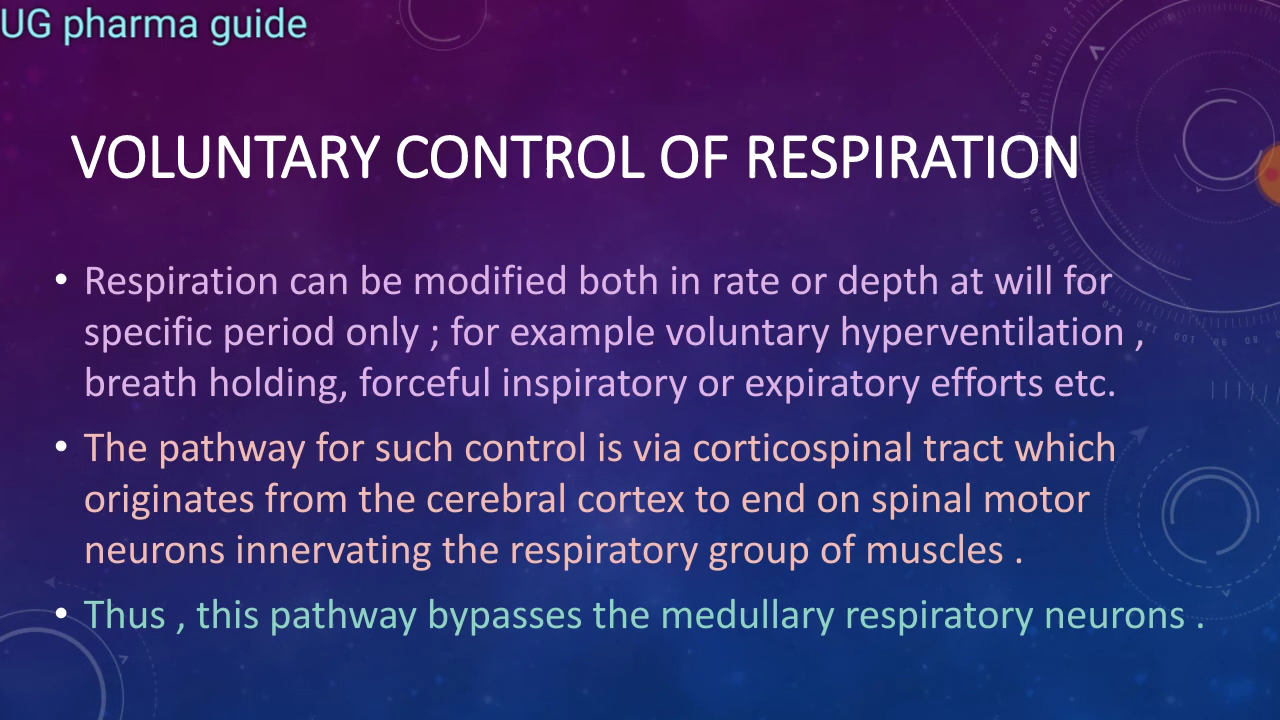 UG pharma guide
VOLUNTARY CONTROL OF RESPIRATION
• Respiration can be modified both in rate or depth at will for
specific period only ; for example voluntary hyperventilation ,
breath holding, forceful inspiratory or expiratory efforts etc.
• The pathway for such control is via corticospinal tract which
originates from the cerebral cortex to end on spinal motor
neurons innervating the respiratory group of muscles .
• Thus , this pathway bypasses the medullary respiratory neurons .